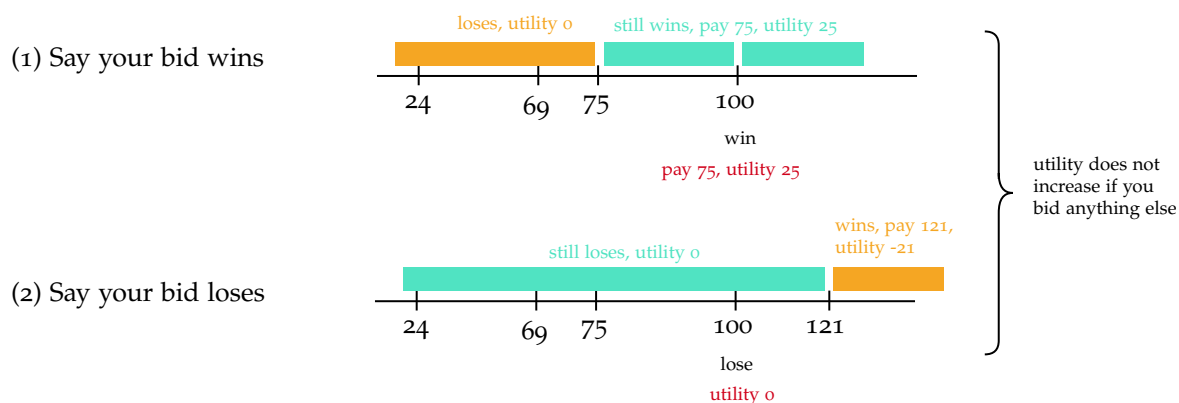 loses, utility 0
still wins, pay 75, utility 25
(1) Say your bid wins
24
69
75
100
win
pay 75, utility 25
utility does not
increase if you
bid anything else
wins, pay 121,
utility -21
still loses, utility 0
(2) Say your bid loses
24
69
75
100
121
lose
utility 0